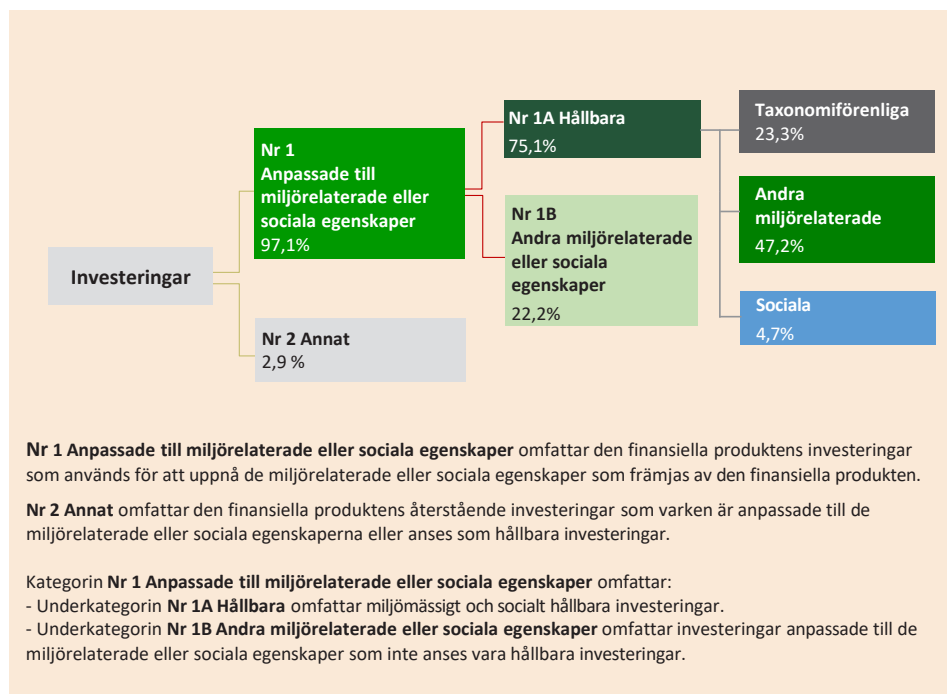 Investeringar
Nr 1
Anpassade till
miljörelaterade eller
sociala egenskaper
97,1%
Nr 2 Annat
2,9 %
Nr 1A Hållbara
75,1%
Nr 1B
Andra miljörelaterade
eller sociala
egenskaper
22,2%
Taxonomiförenliga
23,3%
Andra
miljörelaterade
47,2%
Sociala
4,7%
Nr 1 Anpassade till miljörelaterade eller sociala egenskaper omfattar den finansiella produktens investeringar
som används för att uppnå de miljörelaterade eller sociala egenskaper som främjas av den finansiella produkten.
Nr 2 Annat omfattar den finansiella produktens återstående investeringar som varken är anpassade till de
miljörelaterade eller sociala egenskaperna eller anses som hållbara investeringar.
Kategorin Nr 1 Anpassade till miljörelaterade eller sociala egenskaper omfattar:
- Underkategorin Nr 1A Hållbara omfattar miljömässigt och socialt hållbara investeringar.
- Underkategorin Nr 1B Andra miljörelaterade eller sociala egenskaper omfattar investeringar anpassade till de
miljörelaterade eller sociala egenskaper som inte anses vara hållbara investeringar.